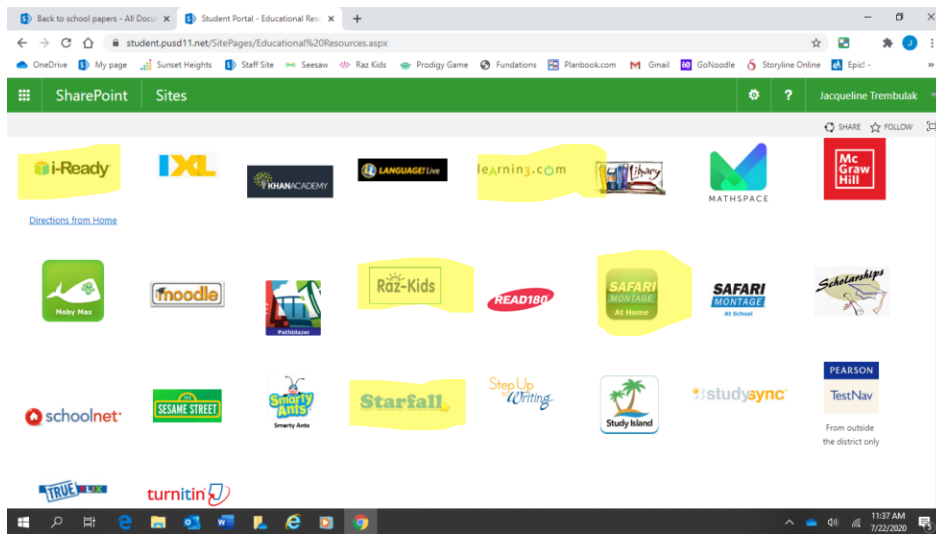 Back to school papers - All Docu
Student Portal - Educational Reso
student.pusd11.net/SitePages/Educational%20Resources.aspx
OneDrive My page Sunset Heights Staff Site Seesaw Raz Kids Prodigy Game Fundations Planbook.com Gmail GoNoodle Storyline Online Epic! -
SharePoint Sites ? Jacqueline Trembulak
SHARE FOLLOW
i-Ready
IXL
KHANACADEMY
LANGUAGE! Live
learning.com
Library
MATHSPACE
Mc
Graw
Hill
Directions from Home
Moby Max
moodle
Pathblazer
Raz-Kids
READ180
SAFARI
MONTAGE
At Home
SAFARI
MONTAGE
At School
Scholarships
schoolnet
SESAME STREET
Smarty
Ants
Smarty Ants
Starfall
Step Up
to Writing
Study Island
studysync
PEARSON
TestNav
From outside
the district only
TRUE LIX
turnitin
11:37 AM
7/22/2020